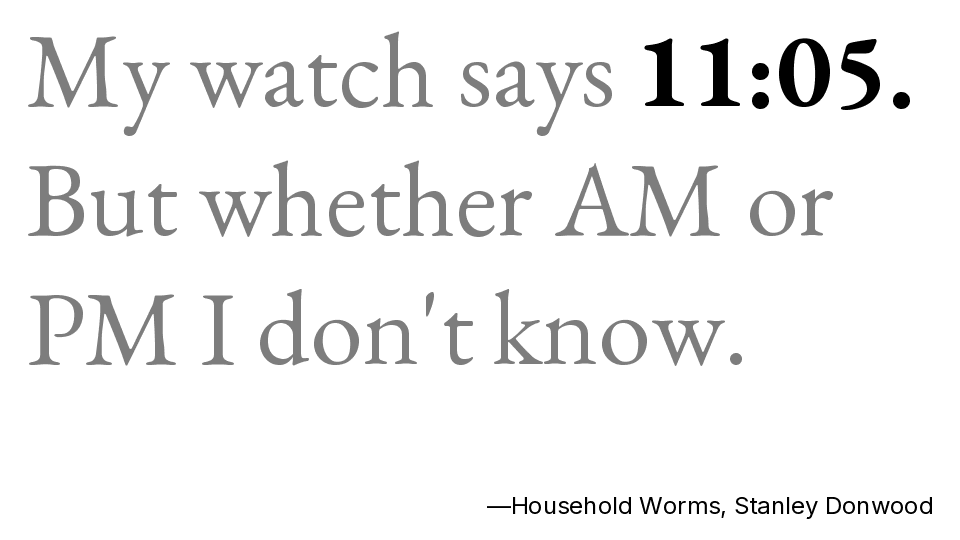 My watch says 11:05.
But whether AM or
PM I don't know.
—Household Worms, Stanley Donwood